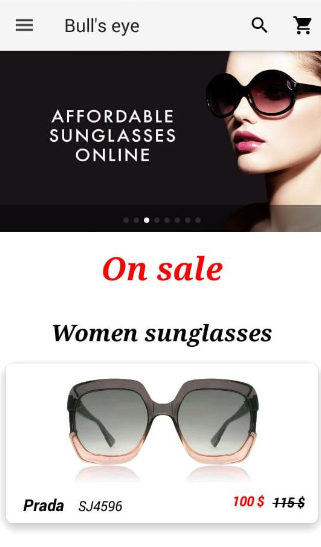 Bull's eye
AFFORDABLE
SUNGLASSES
ONLINE
On sale
Women sunglasses
Prada SJ4596 100 $ 115 $